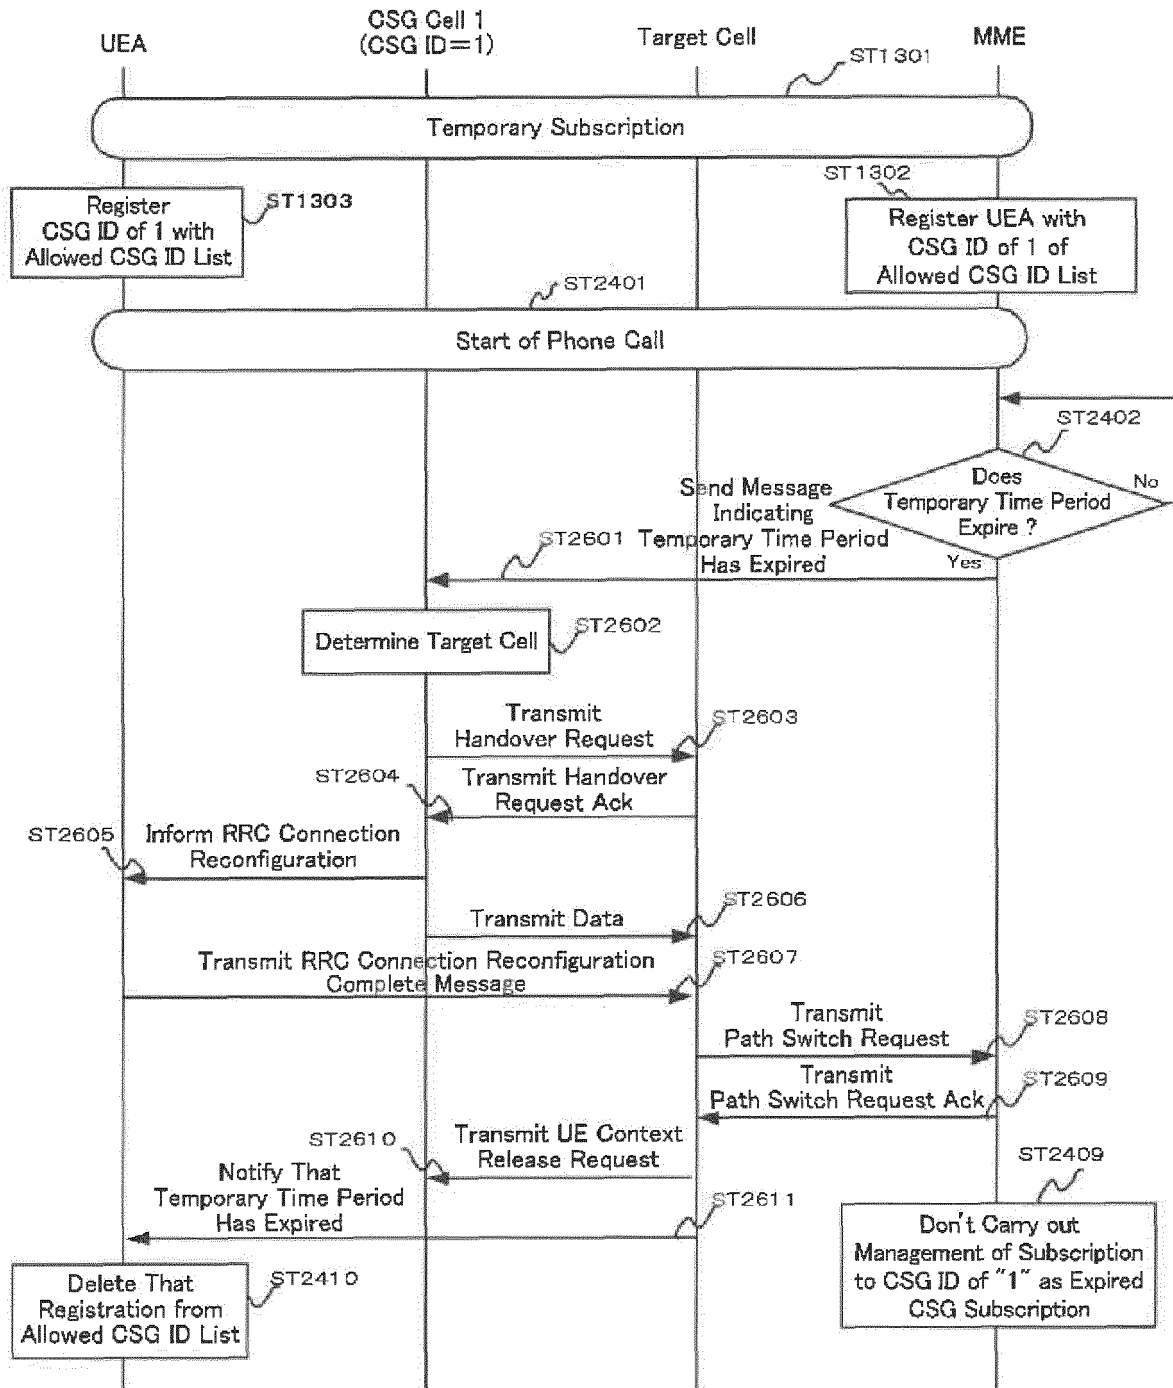 UEA
CSG Cell 1
(CSG ID=1)
Target Cell
MME
ST1301
Temporary Subscription
ST1302
ST1303
Register
CSG ID of 1 with
Allowed CSG ID List
Register UEA with
CSG ID of 1 of
Allowed CSG ID List
ST2401
Start of Phone Call
ST2402
Does
Temporary Time Period
Expire ?
No
Yes
Send Message
Indicating
Temporary Time Period
Has Expired
ST2601
Determine Target Cell
ST2602
Transmit
Handover Request
ST2603
ST2604
Transmit Handover
Request Ack
ST2605
Inform RRC Connection
Reconfiguration
Transmit Data
ST2606
Transmit RRC Connection Reconfiguration
Complete Message
ST2607
Transmit
Path Switch Request
ST2608
Transmit
Path Switch Request Ack
ST2609
ST2610
Transmit UE Context
Release Request
Notify That
Temporary Time Period
Has Expired
ST2611
ST2409
Don't Carry out
Management of Subscription
to CSG ID of "1" as Expired
CSG Subscription
Delete That
Registration from
Allowed CSG ID List
ST2410